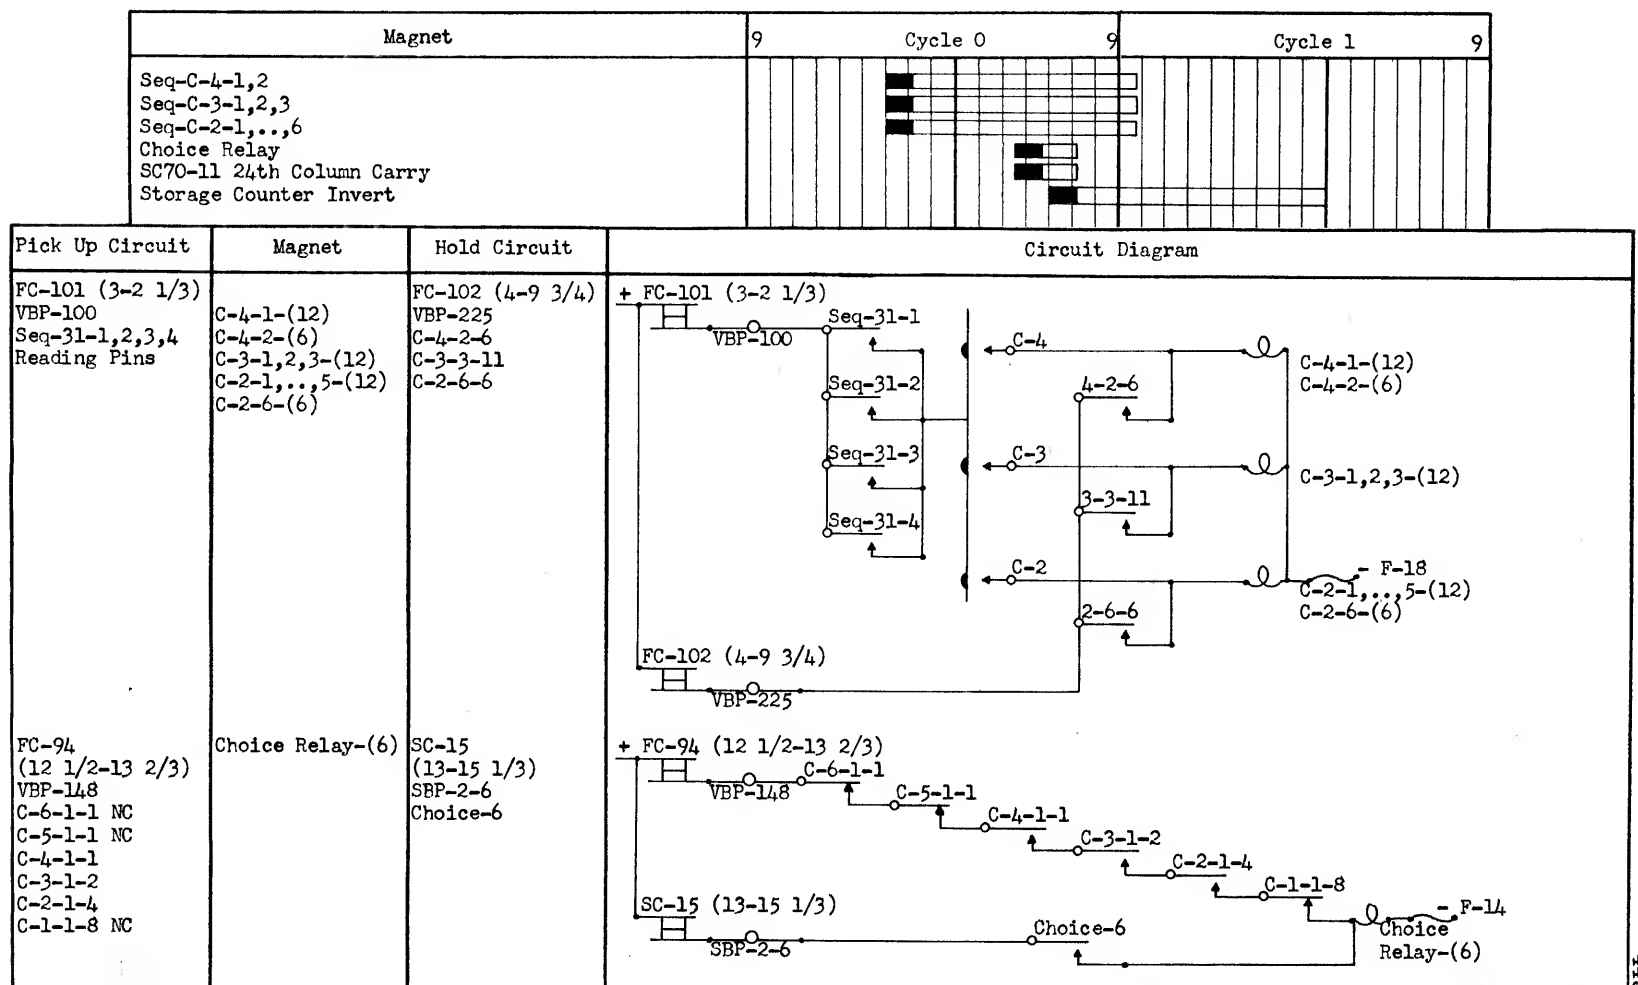 Magnet
9 Cycle 0 9 Cycle 1 9
Seq-C-4-1,2
Seq-C-3-1,2,3
Seq-C-2-1,..,6
Choice Relay
SC70-11 24th Column Carry
Storage Counter Invert
Pick Up Circuit Magnet Hold Circuit Circuit Diagram
FC-101 (3-2 1/3)
VBP-100
Seq-31-1,2,3,4
Reading Pins
C-4-1-(12)
C-4-2-(6)
C-3-1,2,3-(12)
C-2-1,..,5-(12)
C-2-6-(6)
FC-102 (4-9 3/4)
VBP-225
C-4-2-6
C-3-3-11
C-2-6-6
+ FC-101 (3-2 1/3)
VBP-100
Seq-31-1
Seq-31-2
Seq-31-3
Seq-31-4
C-4
4-2-6
C-3
3-3-11
C-2
2-6-6
C-4-1-(12)
C-4-2-(6)
C-3-1,2,3-(12)
- F-18
C-2-1,..,5-(12)
C-2-6-(6)
FC-102 (4-9 3/4)
VBP-225
FC-94
(12 1/2-13 2/3)
VBP-148
C-6-1-1 NC
C-5-1-1 NC
C-4-1-1
C-3-1-2
C-2-1-4
C-1-1-8 NC
Choice Relay-(6)
SC-15
(13-15 1/3)
SBP-2-6
Choice-6
+ FC-94 (12 1/2-13 2/3)
VBP-148
C-6-1-1
C-5-1-1
C-4-1-1
C-3-1-2
C-2-1-4
C-1-1-8
SC-15 (13-15 1/3)
SBP-2-6
Choice-6
- F-14
Choice
Relay-(6)